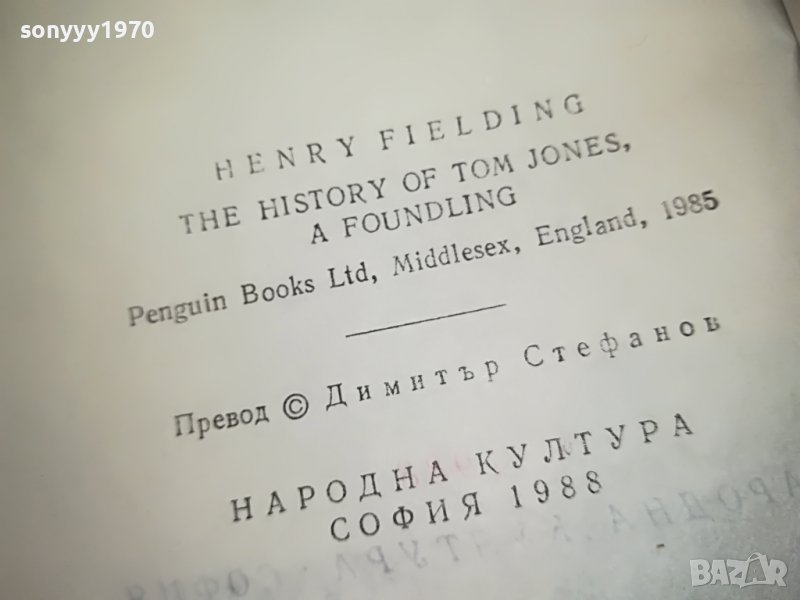 sonyyy1970
HENRY FIELDING
THE HISTORY OF TOM JONES,
A FOUNDLING
Penguin Books Ltd, Middlesex, England, 1985
Превод © Димитър Стефанов
НАРОДНА КУЛТУРА
СОФИЯ 1988
BAZAR